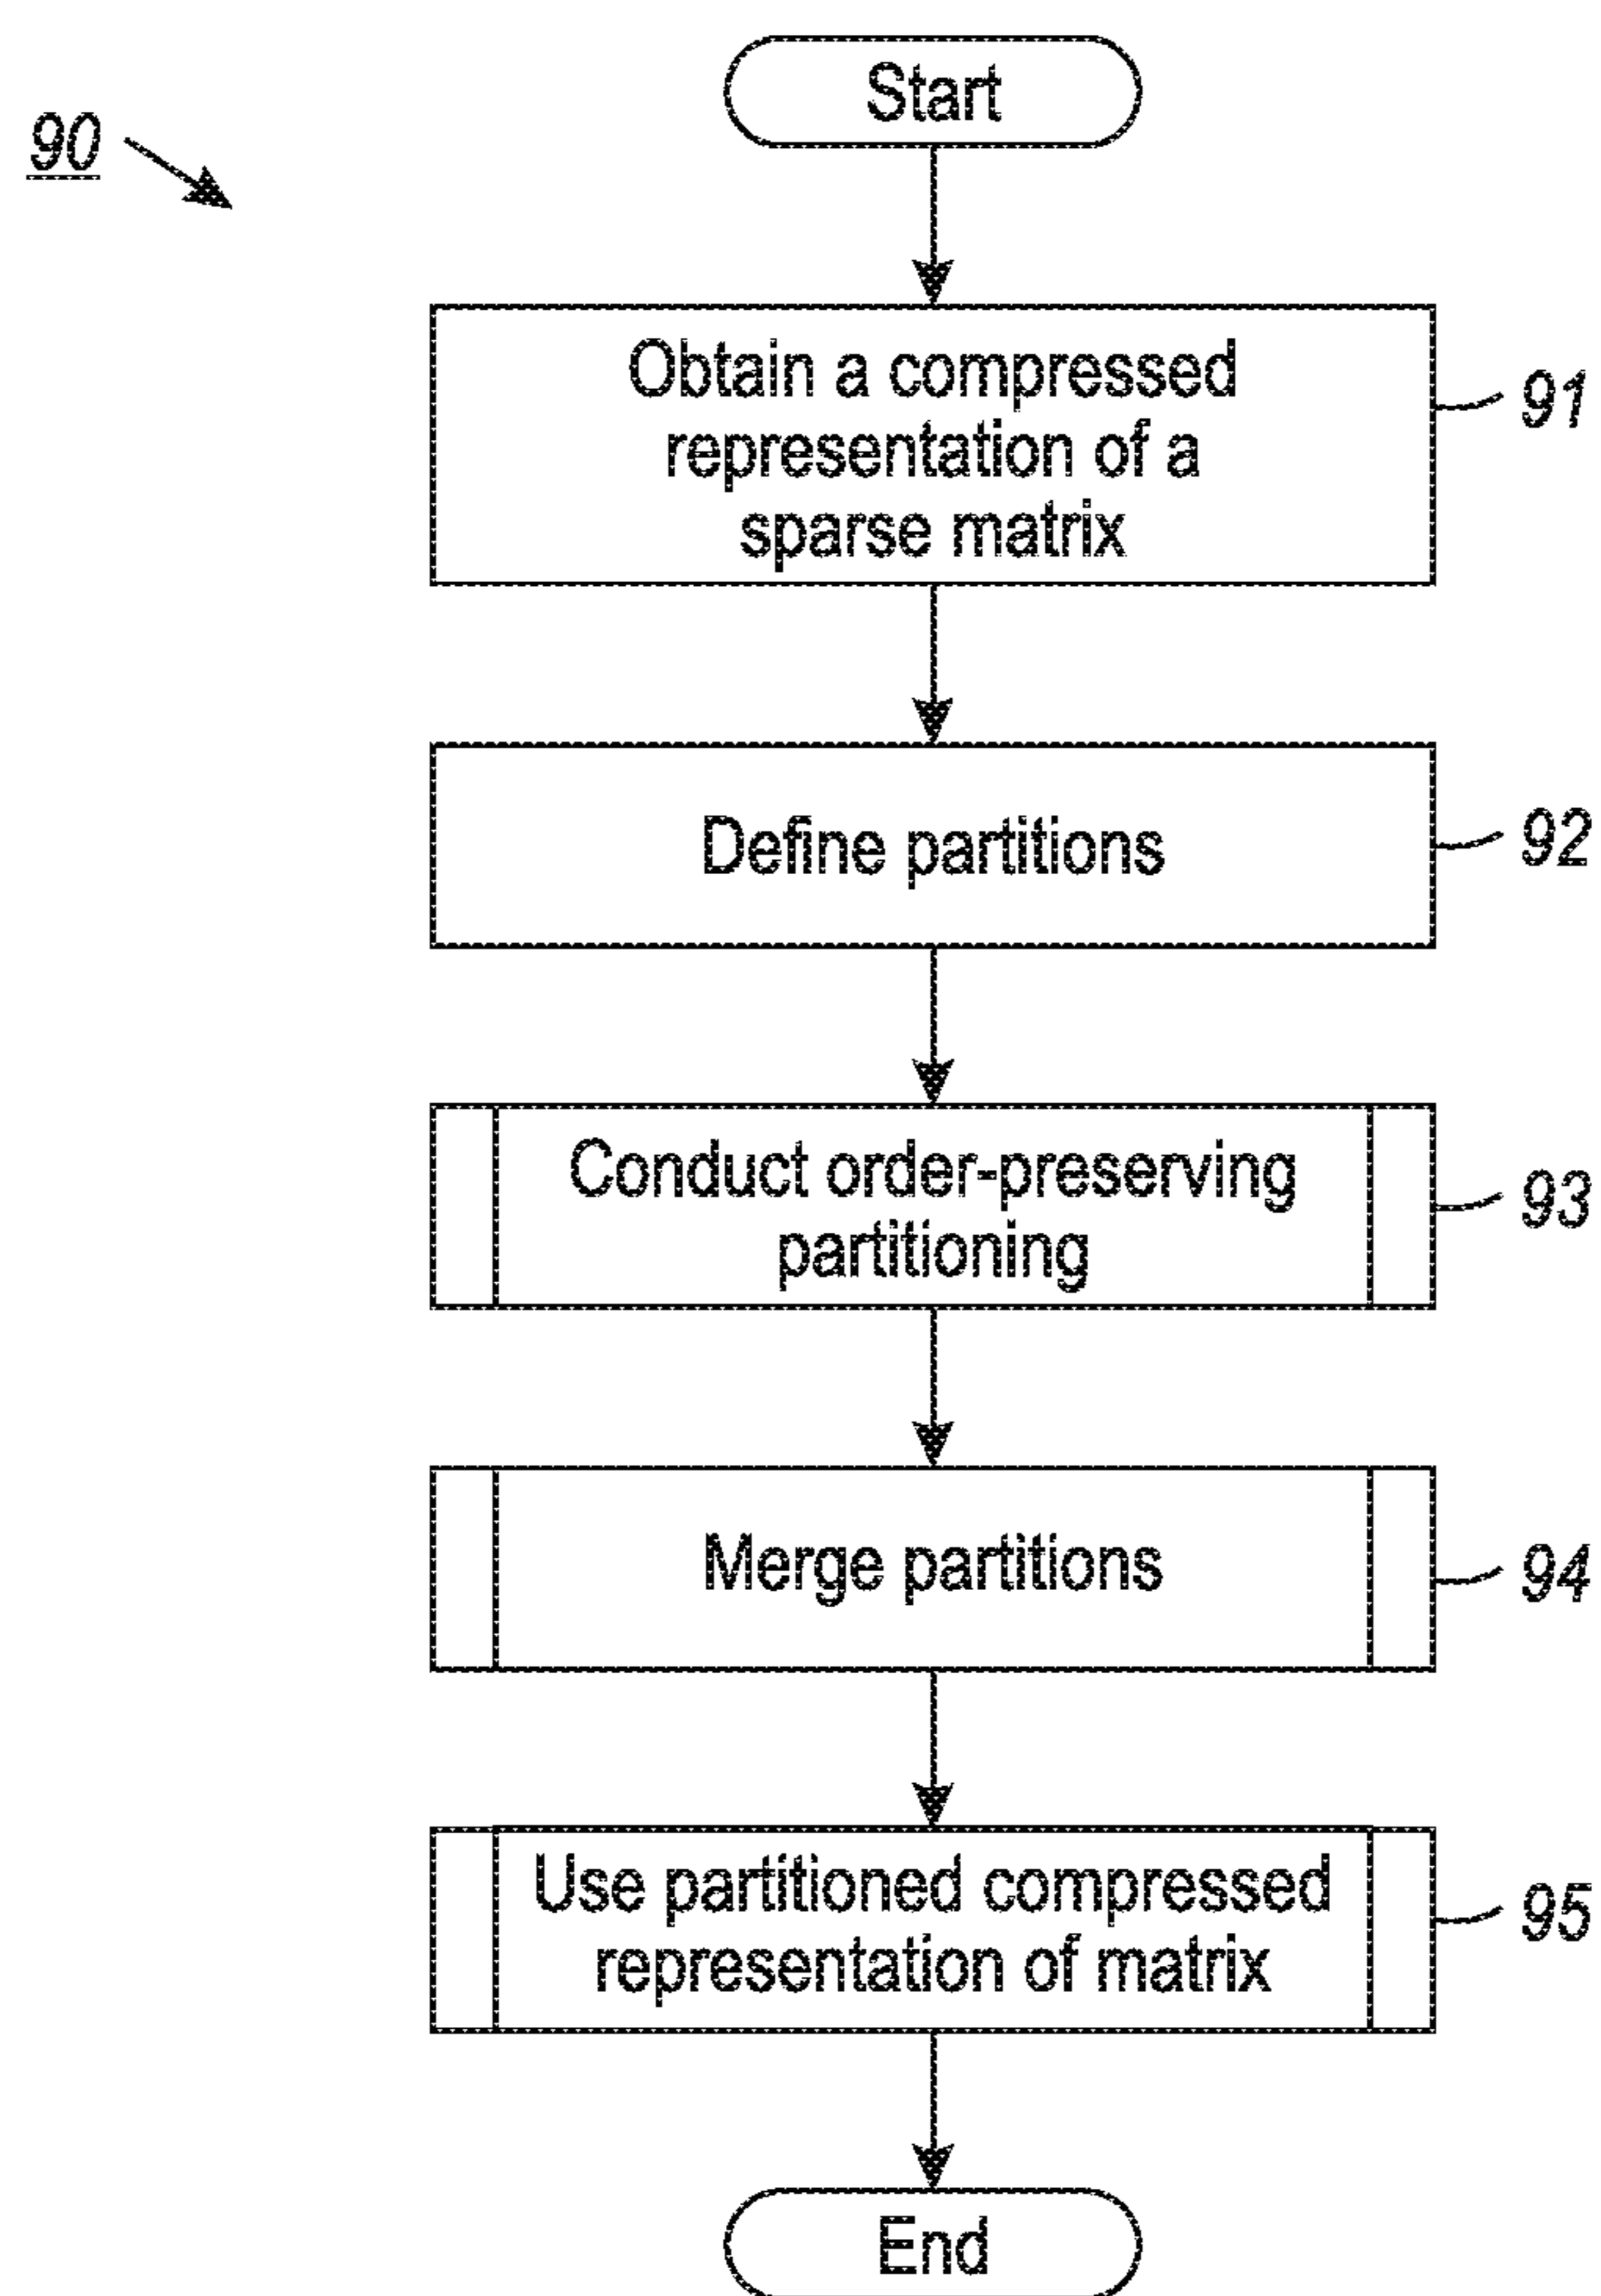 Start
90
Obtain a compressed
representation of a
sparse matrix
91
Define partitions
92
Conduct order-preserving
partitioning
93
Merge partitions
94
Use partitioned compressed
representation of matrix
95
End